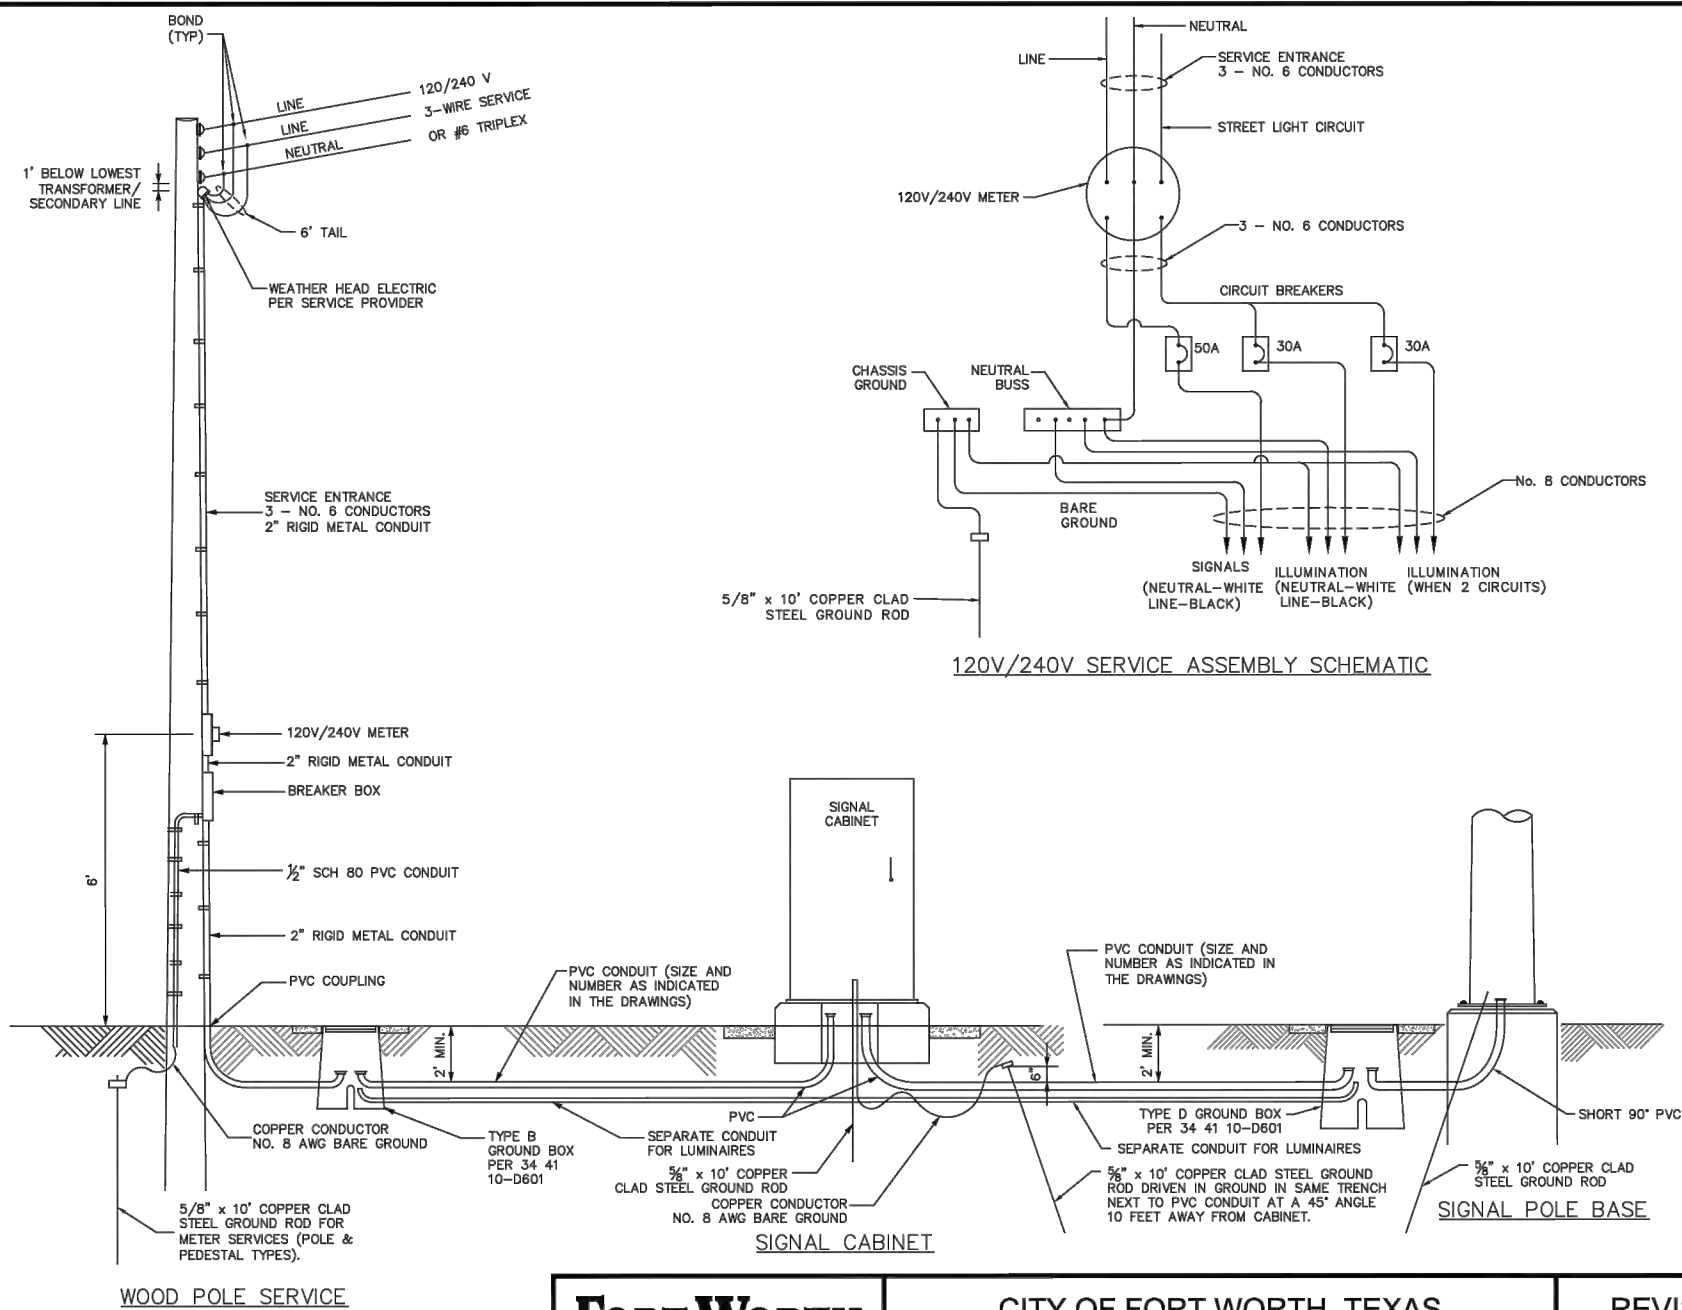 BOND
(TYP)
LINE
120/240 V
LINE
3-WIRE SERVICE
NEUTRAL
OR #6 TRIPLEX
1' BELOW LOWEST
TRANSFORMER/
SECONDARY LINE
6' TAIL
WEATHER HEAD ELECTRIC
PER SERVICE PROVIDER
SERVICE ENTRANCE
3 - NO. 6 CONDUCTORS
2" RIGID METAL CONDUIT
120V/240V METER
2" RIGID METAL CONDUIT
BREAKER BOX
6'
½" SCH 80 PVC CONDUIT
2" RIGID METAL CONDUIT
PVC COUPLING
COPPER CONDUCTOR
NO. 8 AWG BARE GROUND
5/8" x 10' COPPER CLAD
STEEL GROUND ROD FOR
METER SERVICES (POLE &
PEDESTAL TYPES).
WOOD POLE SERVICE
NEUTRAL
LINE
SERVICE ENTRANCE
3 - NO. 6 CONDUCTORS
STREET LIGHT CIRCUIT
120V/240V METER
3 - NO. 6 CONDUCTORS
CIRCUIT BREAKERS
50A
30A
30A
CHASSIS
GROUND
NEUTRAL
BUSS
No. 8 CONDUCTORS
BARE
GROUND
SIGNALS
(NEUTRAL-WHITE
LINE-BLACK)
ILLUMINATION
(NEUTRAL-WHITE
LINE-BLACK)
ILLUMINATION
(WHEN 2 CIRCUITS)
5/8" x 10' COPPER CLAD
STEEL GROUND ROD
120V/240V SERVICE ASSEMBLY SCHEMATIC
SIGNAL
CABINET
PVC CONDUIT (SIZE AND
NUMBER AS INDICATED
IN THE DRAWINGS)
2' MIN.
TYPE B
GROUND BOX
PER 34 41
10-D601
SEPARATE CONDUIT
FOR LUMINAIRES
PVC
⅝" x 10' COPPER
CLAD STEEL GROUND ROD
COPPER CONDUCTOR
NO. 8 AWG BARE GROUND
SIGNAL CABINET
PVC CONDUIT (SIZE AND
NUMBER AS INDICATED IN
THE DRAWINGS)
6"
2' MIN.
TYPE D GROUND BOX
PER 34 41 10-D601
SEPARATE CONDUIT FOR LUMINAIRES
⅝" x 10' COPPER CLAD STEEL GROUND
ROD DRIVEN IN GROUND IN SAME TRENCH
NEXT TO PVC CONDUIT AT A 45° ANGLE
10 FEET AWAY FROM CABINET.
SHORT 90° PVC
⅝" x 10' COPPER CLAD
STEEL GROUND ROD
SIGNAL POLE BASE
FORT WORTH
CITY OF FORT WORTH, TEXAS
REVIS